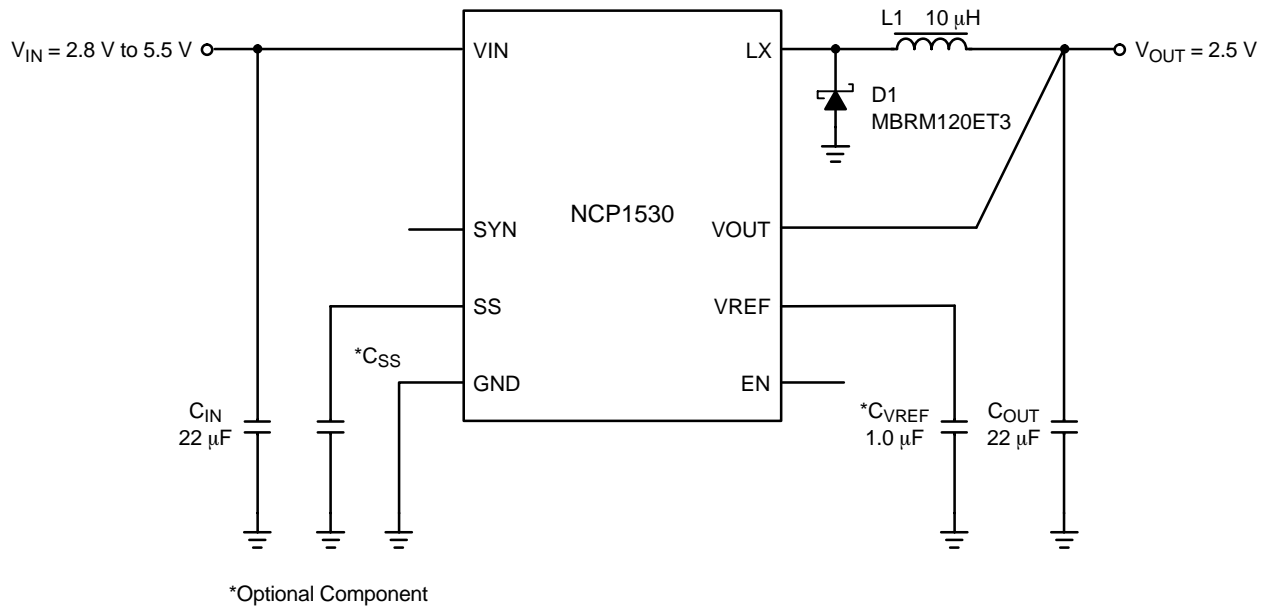 L1 10 μH
V_IN = 2.8 V to 5.5 V
VIN
LX
V_OUT = 2.5 V
D1
MBRM120ET3
NCP1530
SYN
VOUT
SS
VREF
*C_SS
GND
EN
C_IN
22 μF
*C_VREF
1.0 μF
C_OUT
22 μF
*Optional Component